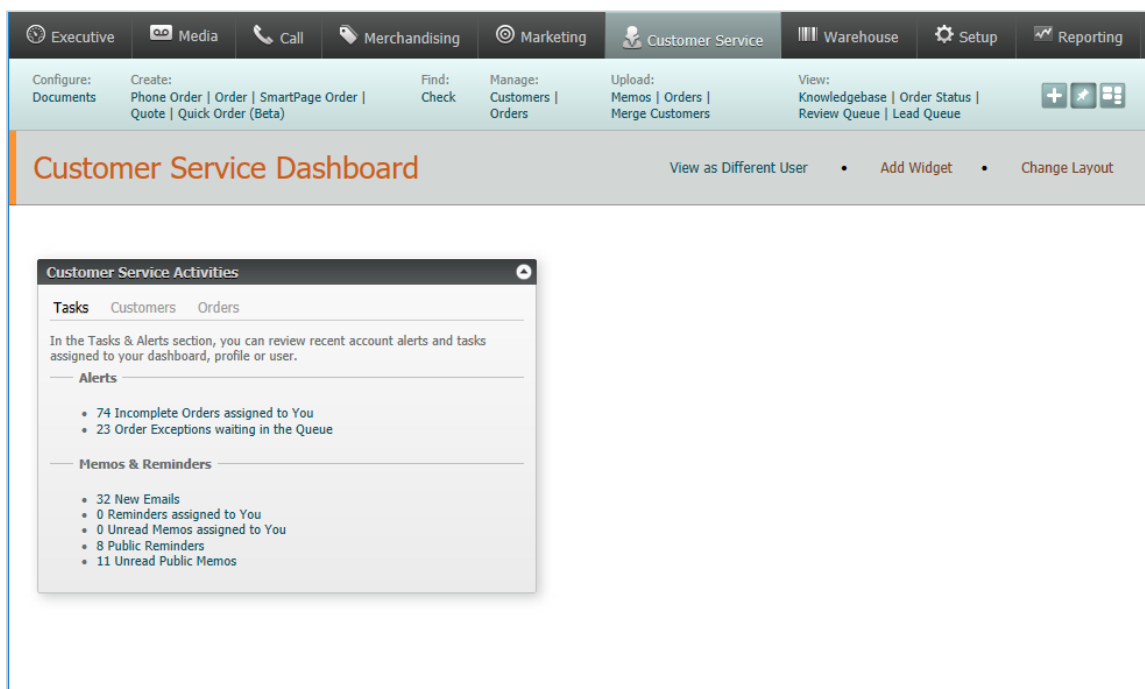 Executive Media Call Merchandising Marketing Customer Service Warehouse Setup Reporting
Configure: Create: Find: Manage: Upload: View:
Documents Phone Order | Order | SmartPage Order | Check Customers | Memos | Orders | Knowledgebase | Order Status |
Quote | Quick Order (Beta) Orders Merge Customers Review Queue | Lead Queue
Customer Service Dashboard View as Different User • Add Widget • Change Layout
Customer Service Activities
Tasks Customers Orders
In the Tasks & Alerts section, you can review recent account alerts and tasks
assigned to your dashboard, profile or user.
Alerts
• 74 Incomplete Orders assigned to You
• 23 Order Exceptions waiting in the Queue
Memos & Reminders
• 32 New Emails
• 0 Reminders assigned to You
• 0 Unread Memos assigned to You
• 8 Public Reminders
• 11 Unread Public Memos